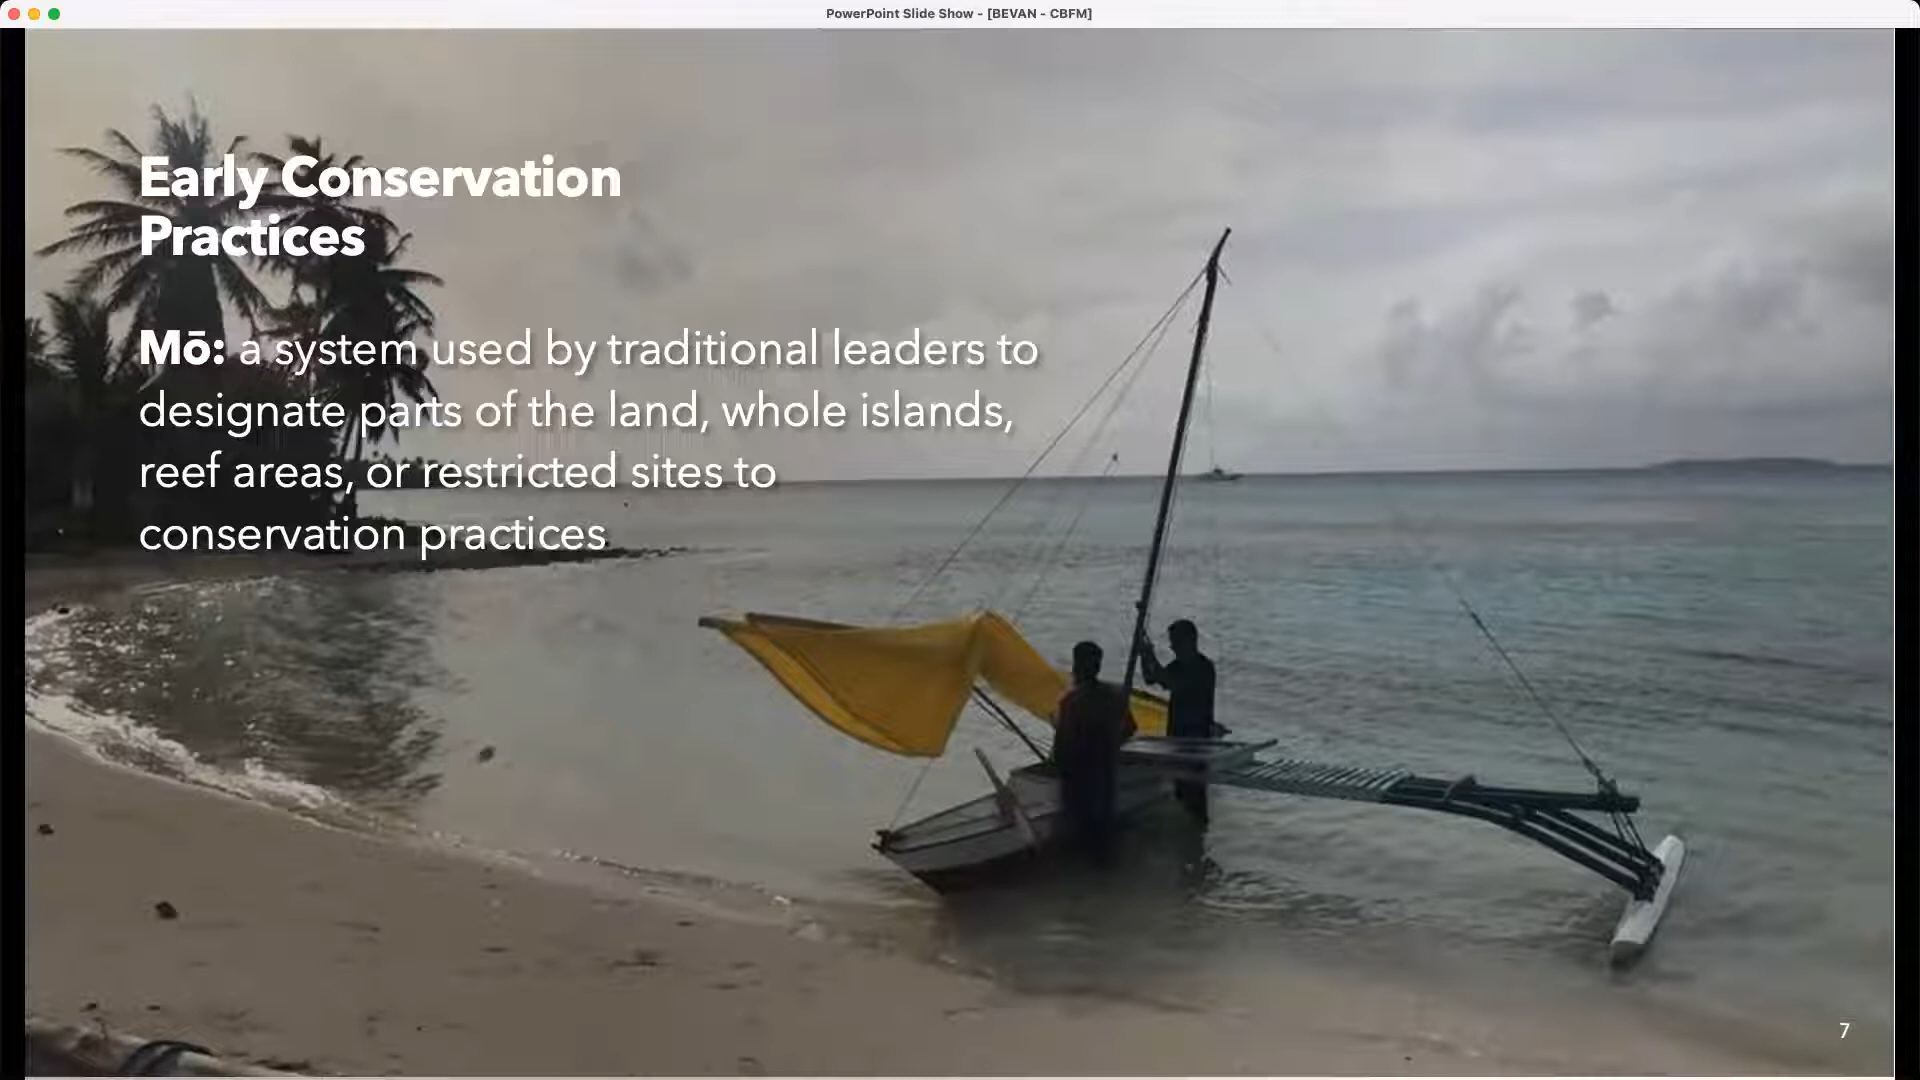 PowerPoint Slide Show - [BEVAN - CBFM]
Early Conservation
Practices
Mō: a system used by traditional leaders to
designate parts of the land, whole islands,
reef areas, or restricted sites to
conservation practices
7